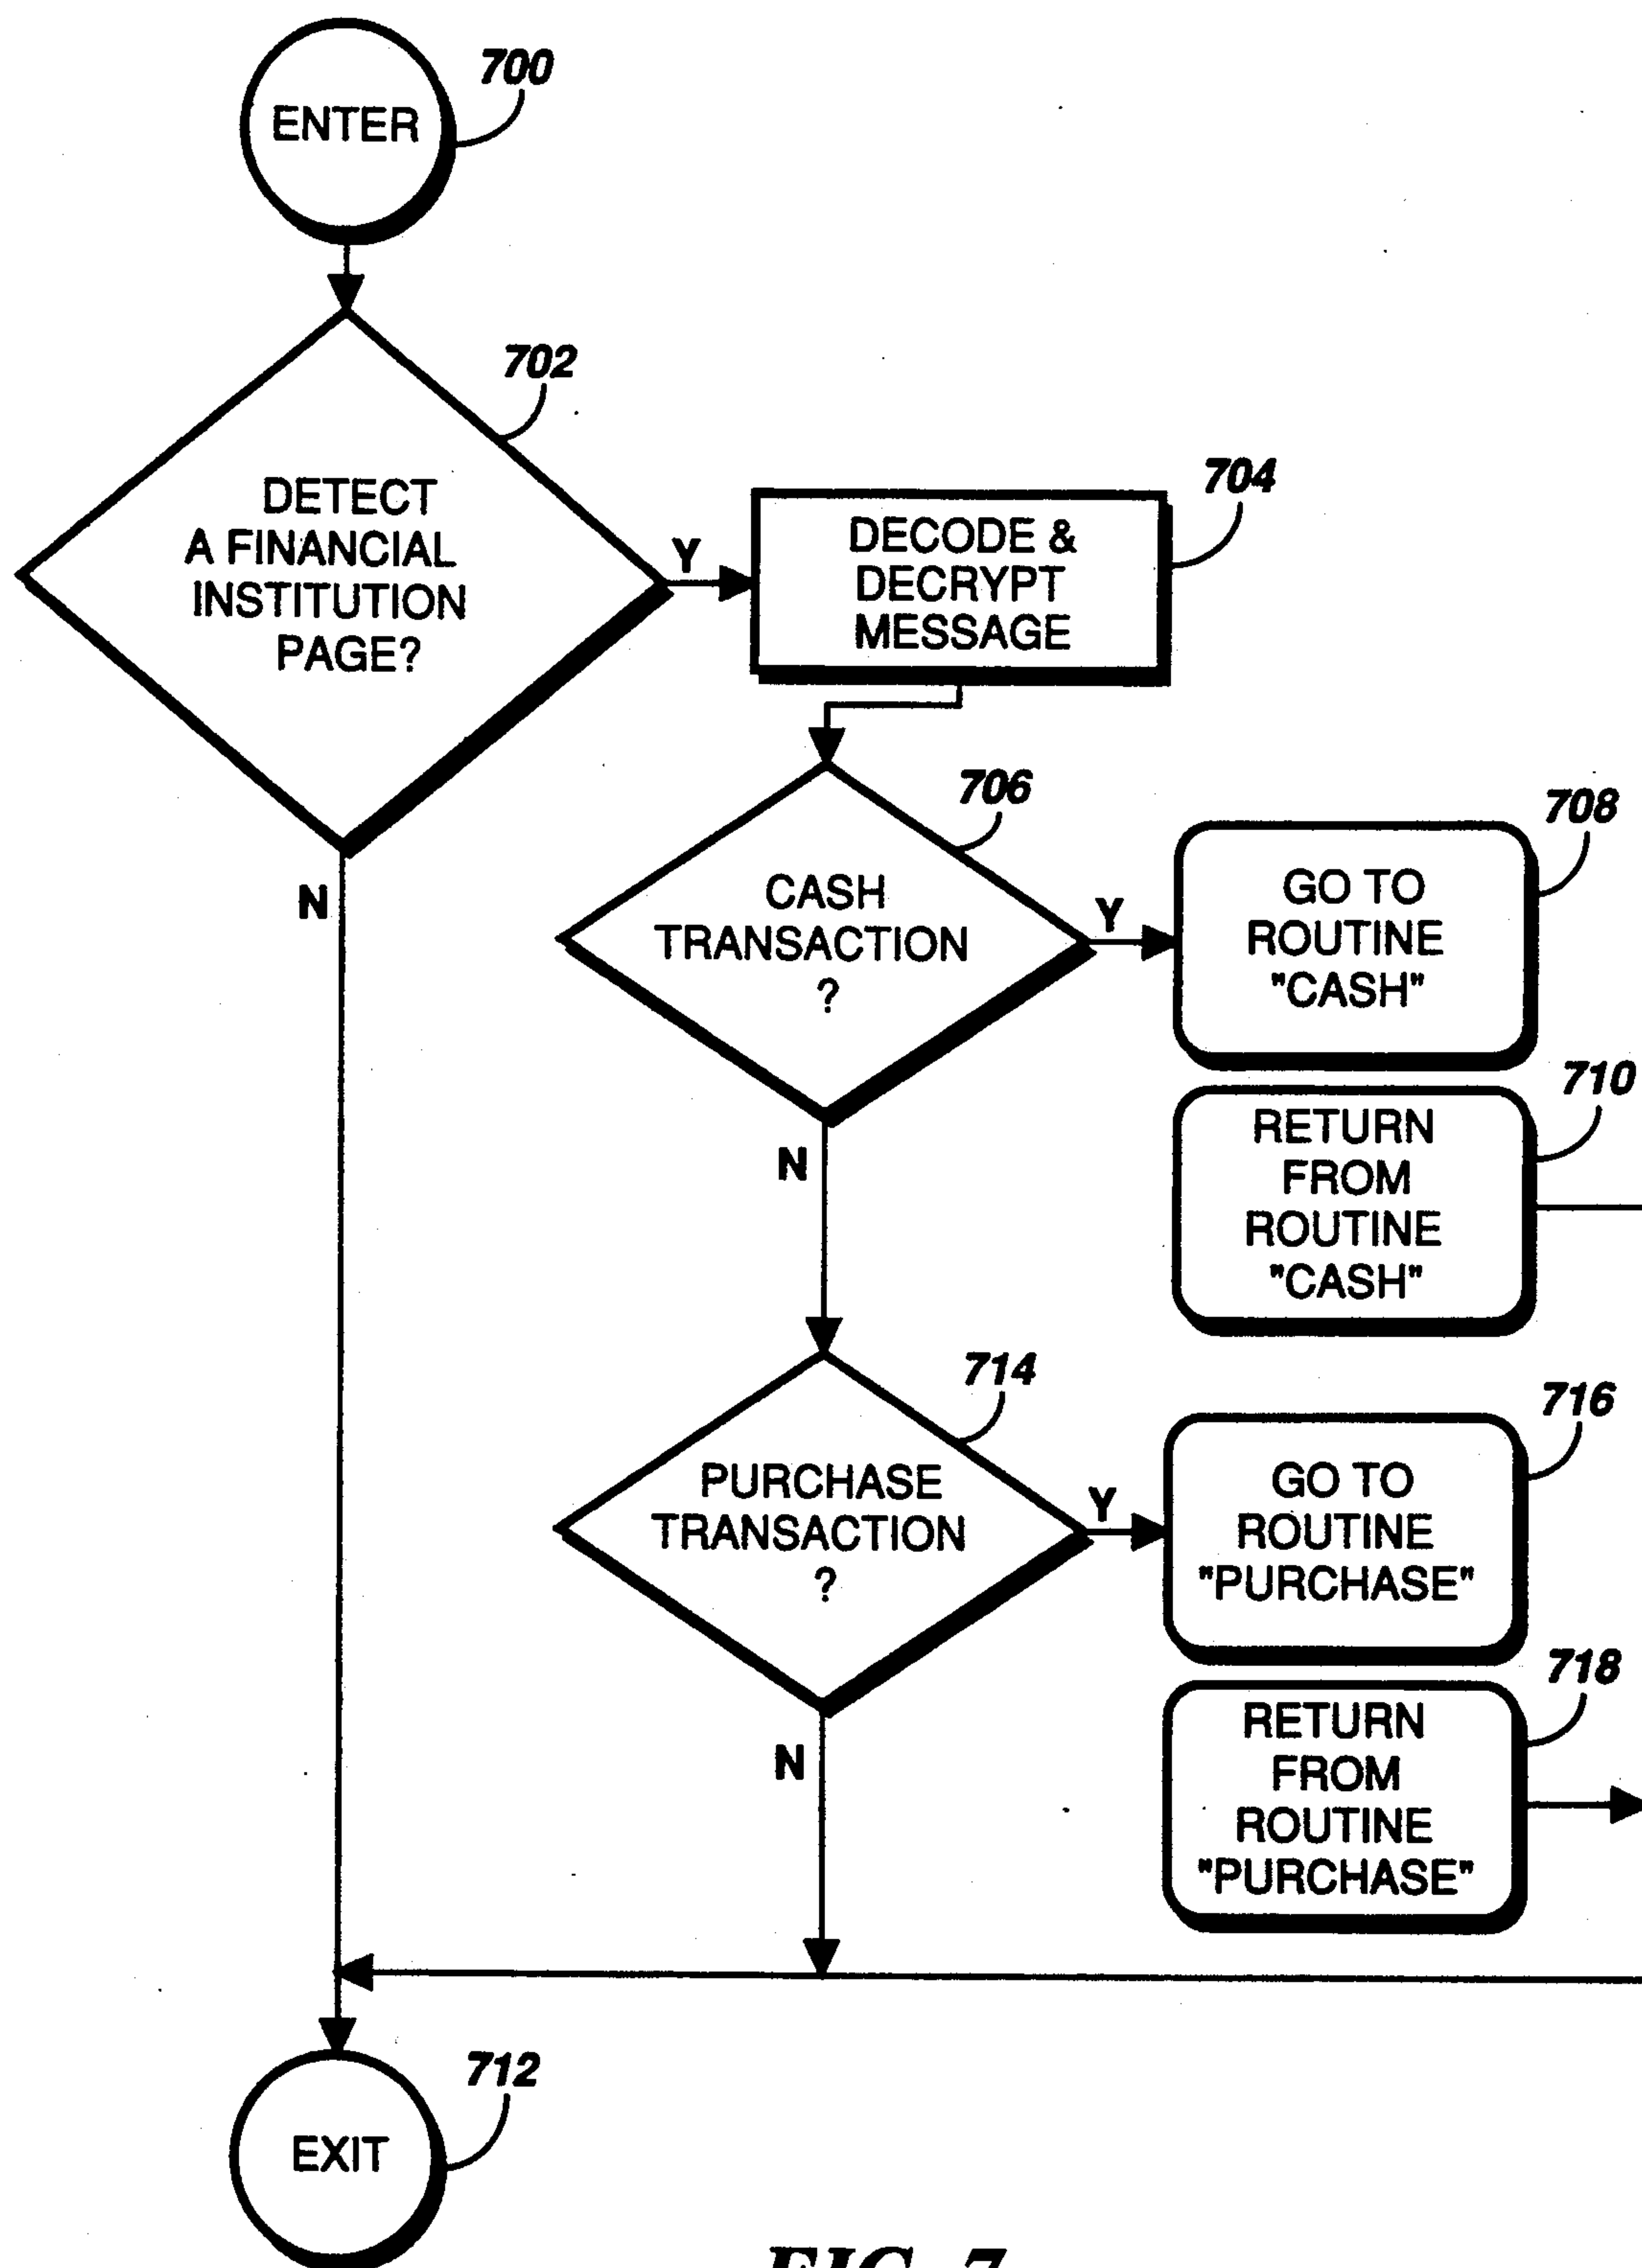 700
ENTER
702
DETECT
A FINANCIAL
INSTITUTION
PAGE?
Y
N
704
DECODE &
DECRYPT
MESSAGE
706
CASH
TRANSACTION
?
Y
N
708
GO TO
ROUTINE
"CASH"
710
RETURN
FROM
ROUTINE
"CASH"
714
PURCHASE
TRANSACTION
?
Y
N
716
GO TO
ROUTINE
"PURCHASE"
718
RETURN
FROM
ROUTINE
"PURCHASE"
712
EXIT
FIG. 7